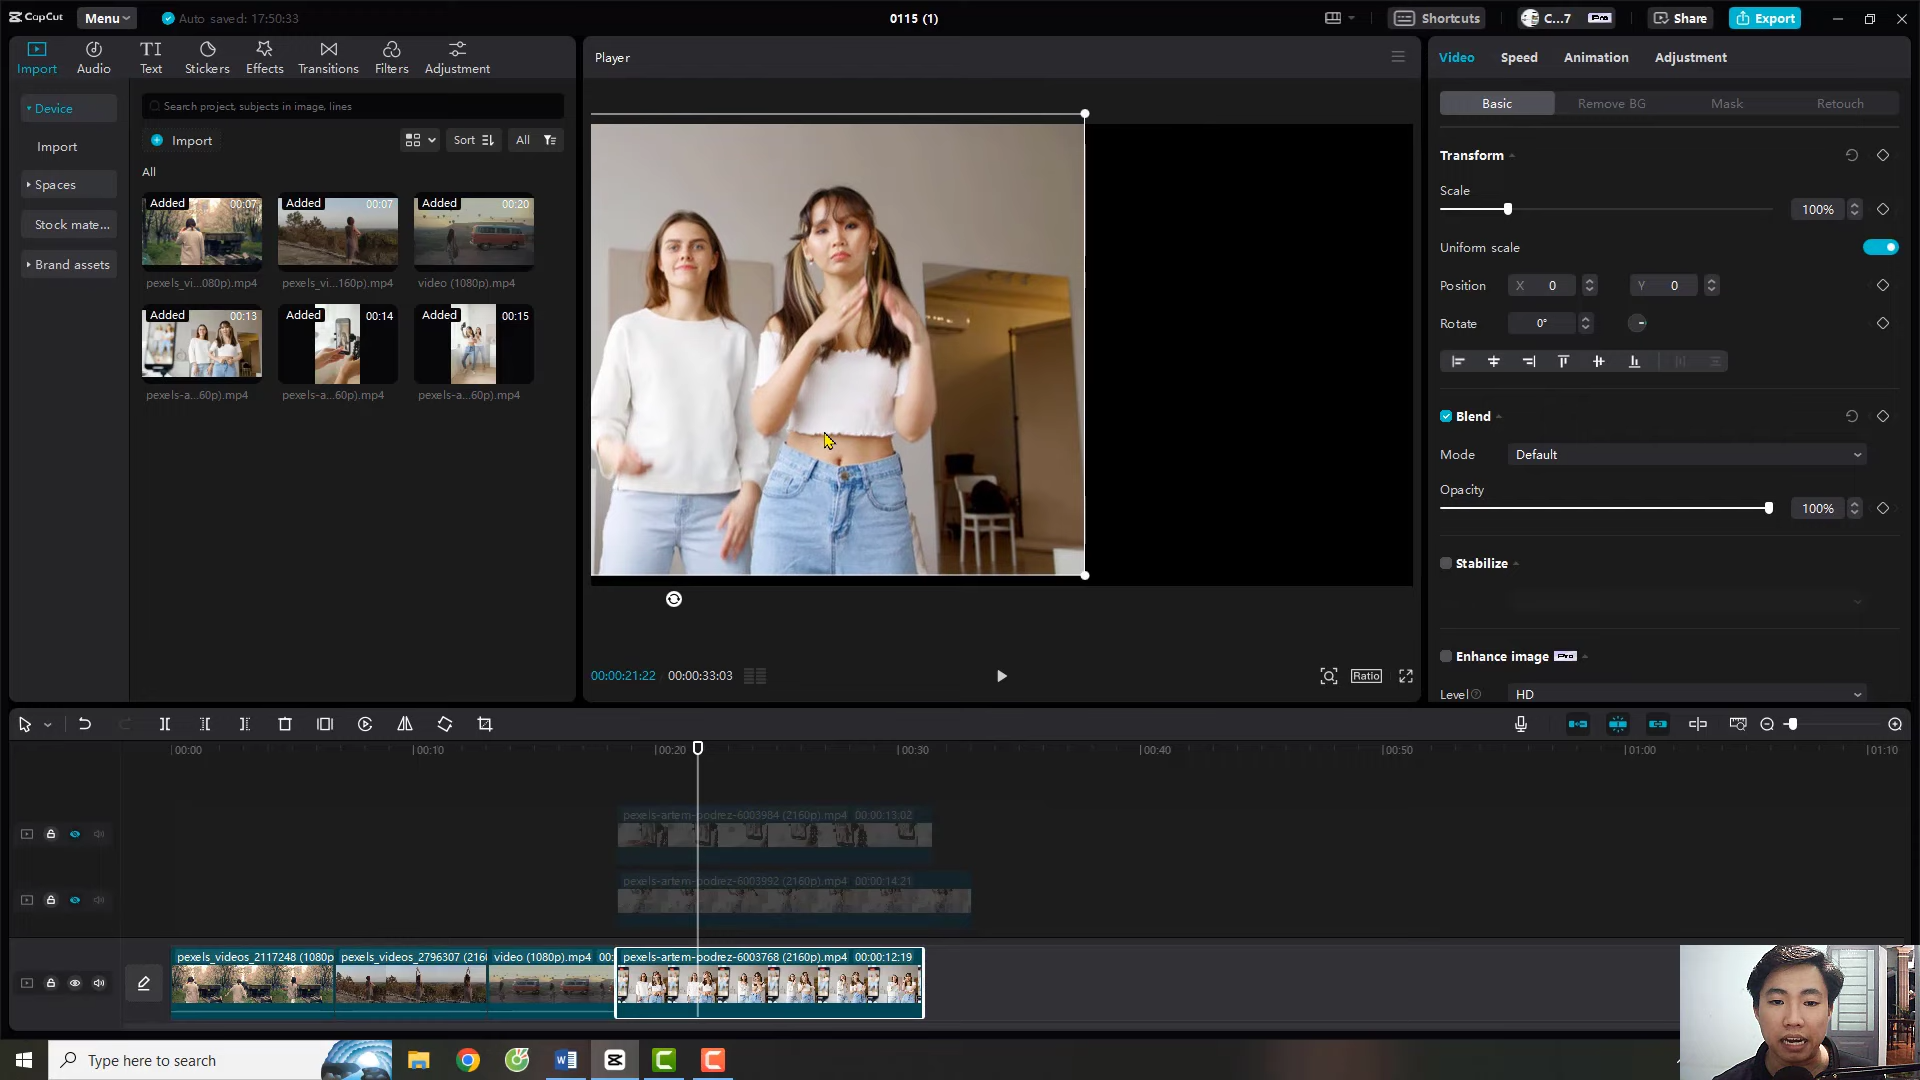 CapCut
Menu
Auto saved: 17:50:33
0115 (1)
Shortcuts
C...7
Pro
Share
Export
Import
Audio
TI
Text
Stickers
Effects
Transitions
Filters
Adjustment
Device
Import
Spaces
Stock mate...
Brand assets
Search project, subjects in image, lines
Import
Sort
All
All
Added 00:07
pexels_vi...080p).mp4
Added 00:07
pexels_vi...160p).mp4
Added 00:20
video (1080p).mp4
Added 00:13
pexels-a...60p).mp4
Added 00:14
pexels-a...60p).mp4
Added 00:15
pexels-a...60p).mp4
Player
00:00:21:22
00:00:33:03
Ratio
Video
Speed
Animation
Adjustment
Basic
Remove BG
Mask
Retouch
Transform
Scale
100%
Uniform scale
Position
X 0
Y 0
Rotate
0°
Blend
Mode
Default
Opacity
100%
Stabilize
Enhance image Pro
Level
HD
00:00
00:10
00:20
00:30
00:40
00:50
01:00
01:10
pexels-artem-podrez-6003984 (2160p).mp4 00:00:13:02
pexels-artem-podrez-6003992 (2160p).mp4 00:00:14:21
pexels_videos_2117248 (1080p
pexels_videos_2796307 (216
video (1080p).mp4 00:
pexels-artem-podrez-6003768 (2160p).mp4 00:00:12:19
Type here to search